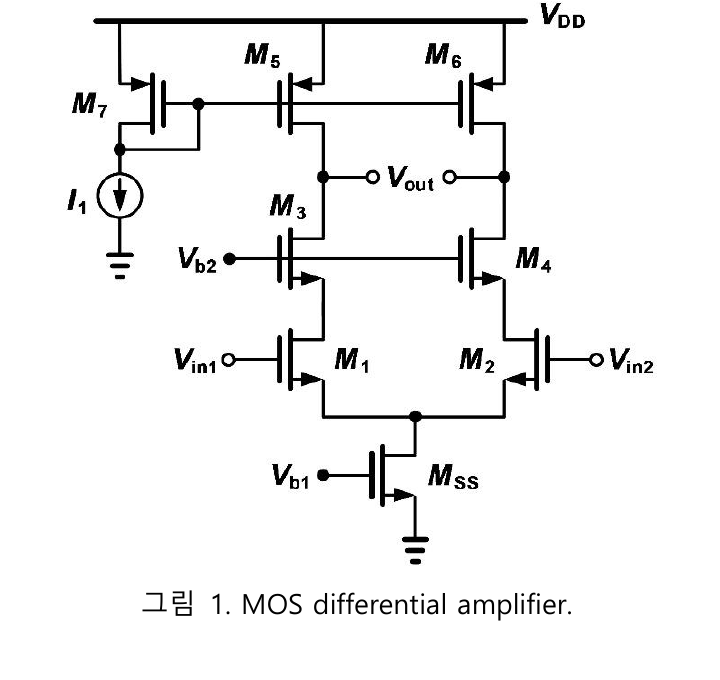 VDD
M5
M6
M7
Vout
I1
M3
Vb2
M4
Vin1
M1
M2
Vin2
Vb1
MSS
그림 1. MOS differential amplifier.